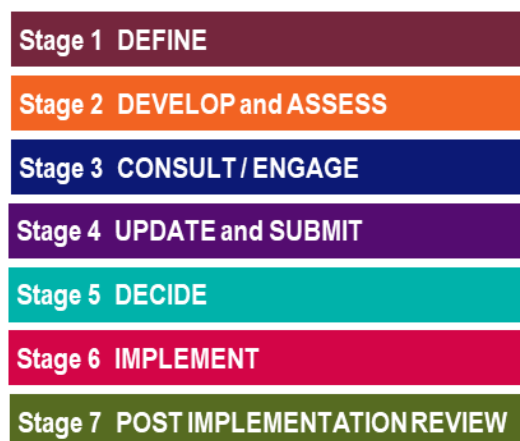 Stage 1 DEFINE
Stage 2 DEVELOP and ASSESS
Stage 3 CONSULT / ENGAGE
Stage 4 UPDATE and SUBMIT
Stage 5 DECIDE
Stage 6 IMPLEMENT
Stage 7 POST IMPLEMENTATION REVIEW